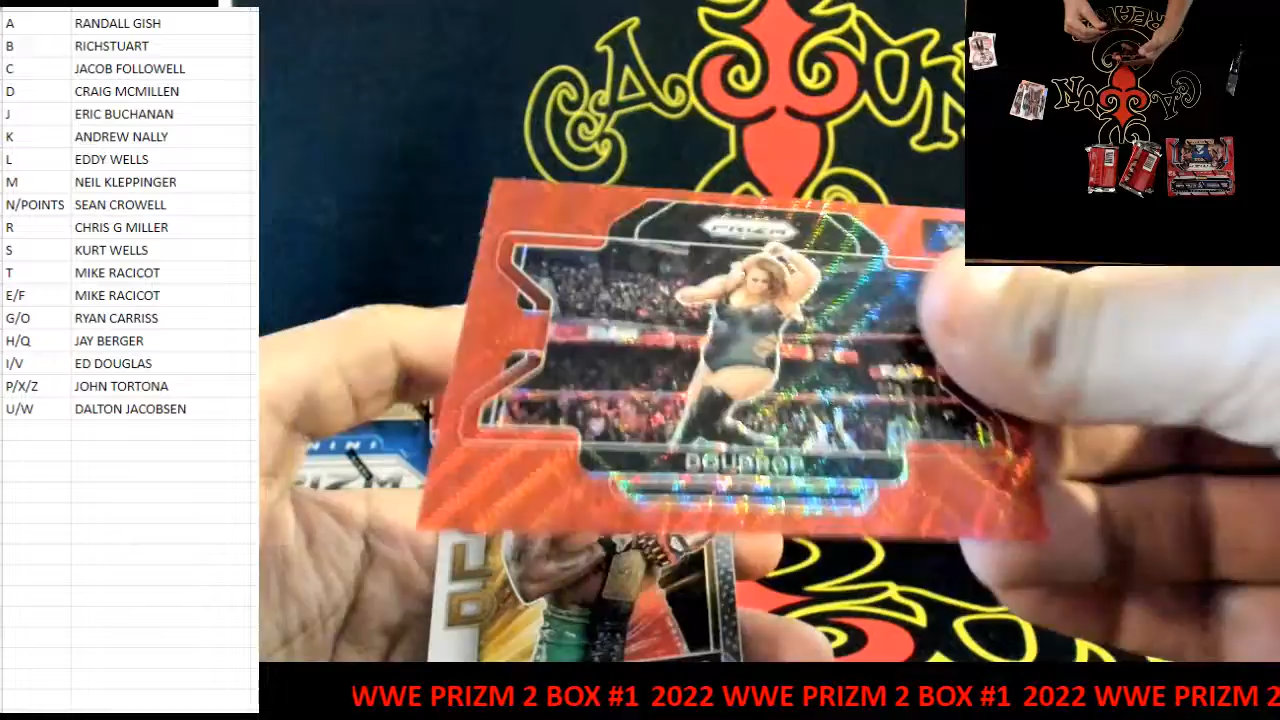 A RANDALL GISH
B RICHSTUART
C JACOB FOLLOWELL
D CRAIG MCMILLEN
J ERIC BUCHANAN
K ANDREW NALLY
L EDDY WELLS
M NEIL KLEPPINGER
N/POINTS SEAN CROWELL
R CHRIS G MILLER
S KURT WELLS
T MIKE RACICOT
E/F MIKE RACICOT
G/O RYAN CARRISS
H/Q JAY BERGER
I/V ED DOUGLAS
P/X/Z JOHN TORTONA
U/W DALTON JACOBSEN
PRIZM
DOUDROP
WWE PRIZM 2 BOX #1 2022 WWE PRIZM 2 BOX #1 2022 WWE PRIZM 2